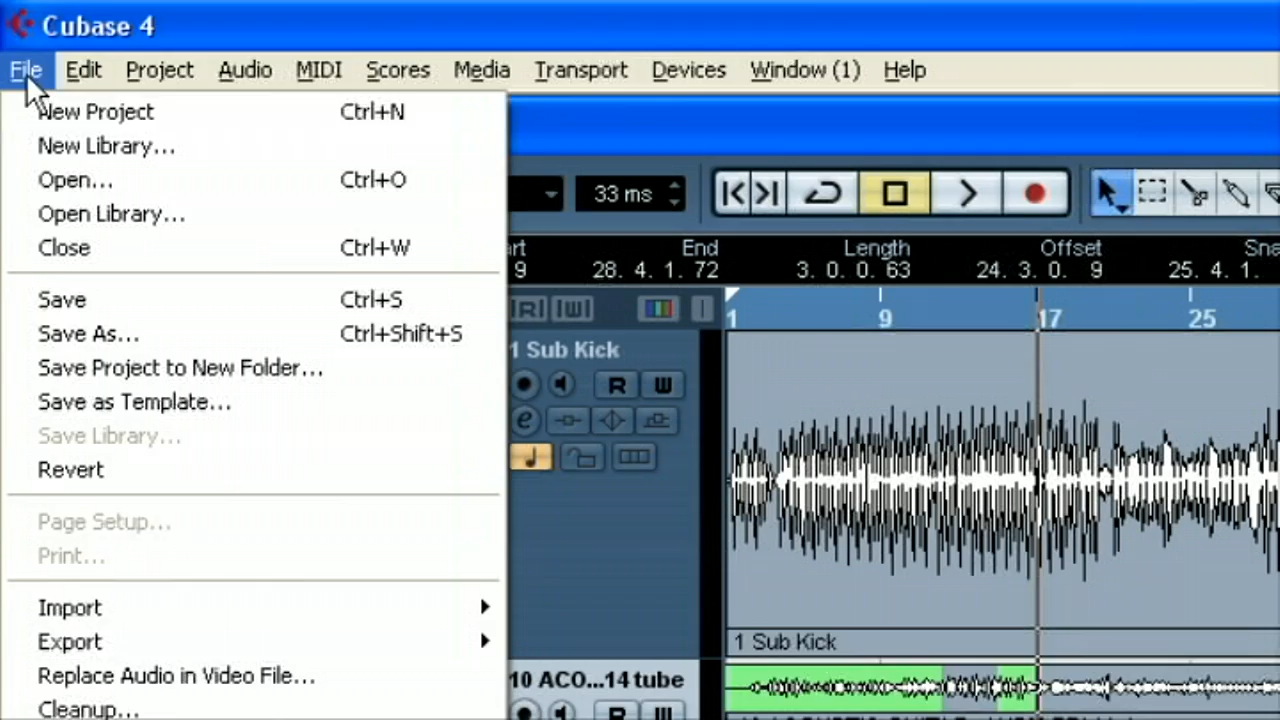 Cubase 4
File Edit Project Audio MIDI Scores Media Transport Devices Window (1) Help
New Project Ctrl+N
New Library...
Open... Ctrl+O
Open Library...
Close Ctrl+W
Save Ctrl+S
Save As... Ctrl+Shift+S
Save Project to New Folder...
Save as Template...
Save Library...
Revert
Page Setup...
Print...
Import
Export
Replace Audio in Video File...
Cleanup...
33 ms
End Length Offset
9 28. 4. 1. 72 3. 0. 0. 63 24. 3. 0. 9 25. 4. 1.
R W
1 9 17 25
1 Sub Kick
R W
e
1 Sub Kick
10 ACO...14 tube
R W